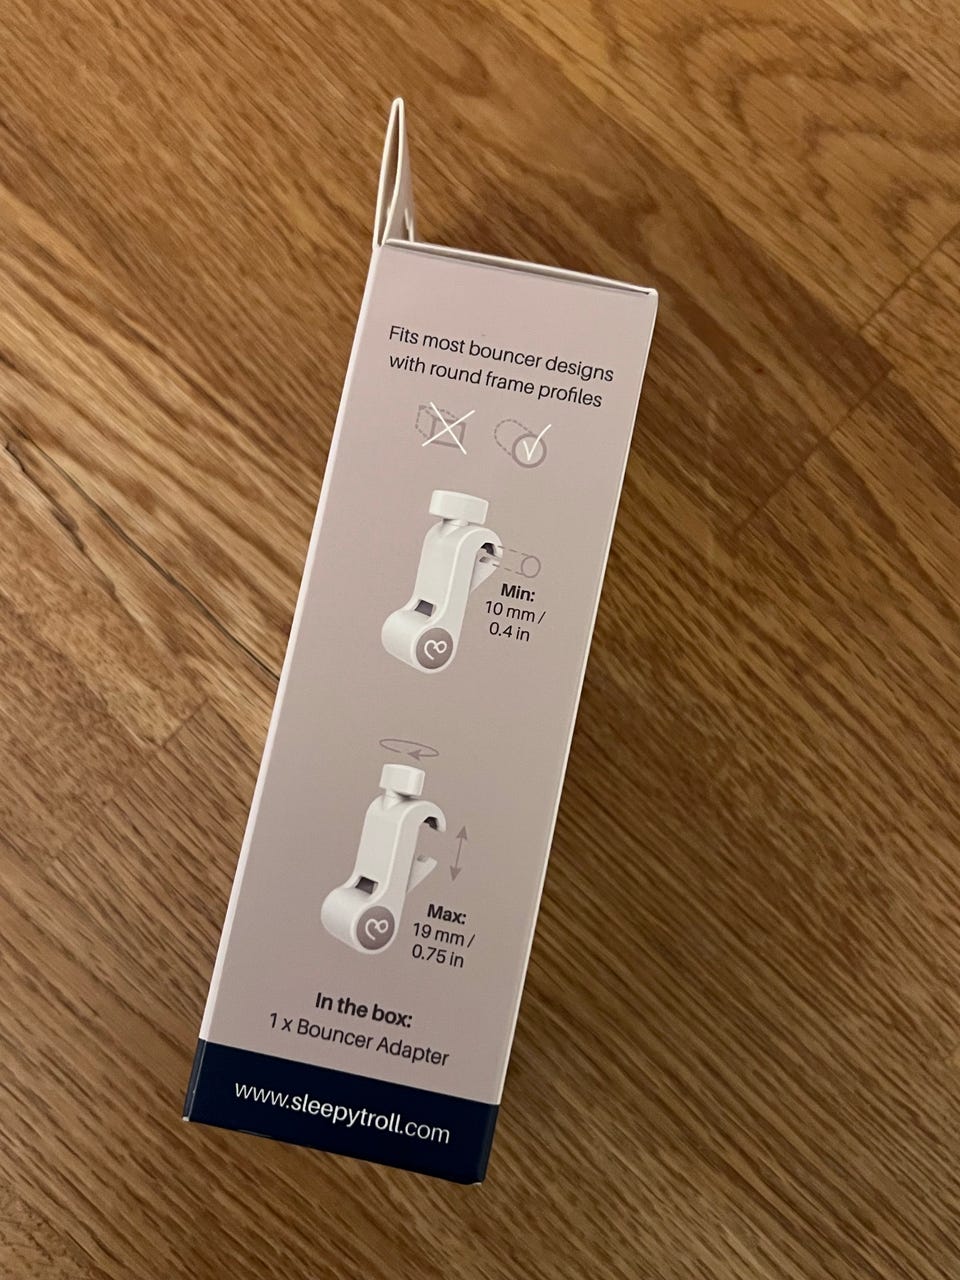 Fits most bouncer designs
with round frame profiles
Min:
10 mm /
0.4 in
Max:
19 mm /
0.75 in
In the box:
1 x Bouncer Adapter
www.sleepytroll.com